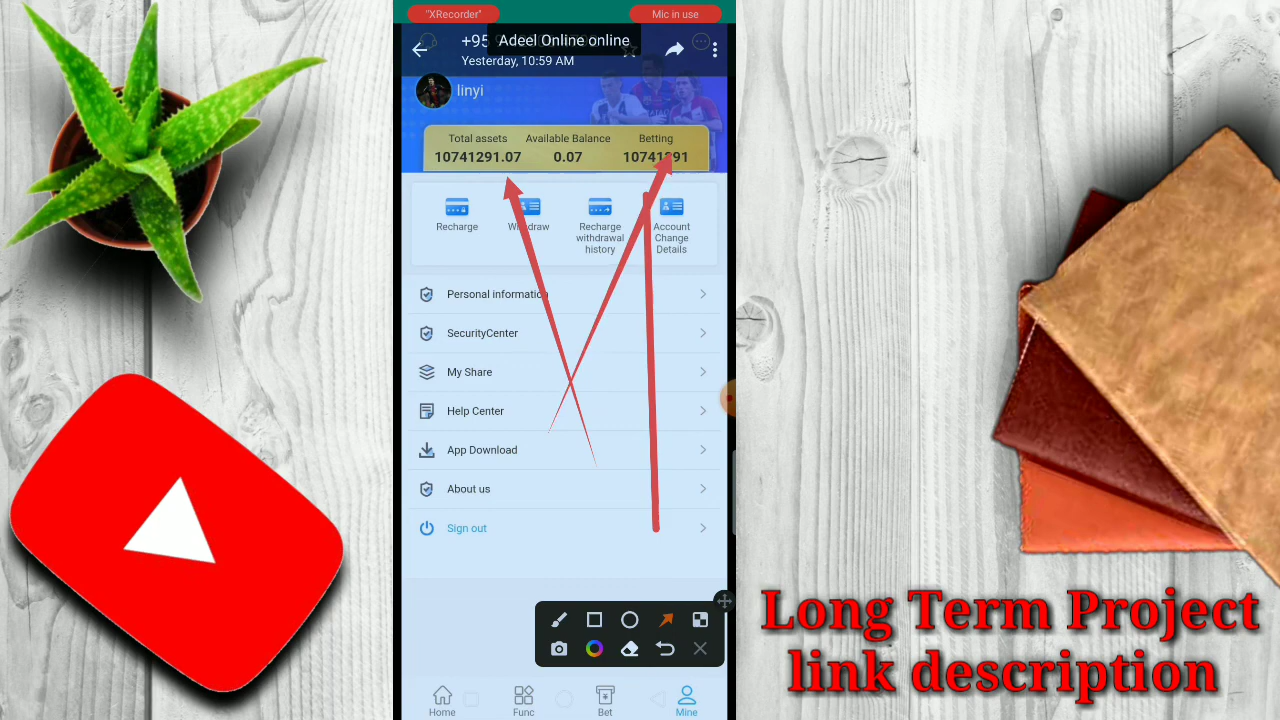 "XRecorder"
Mic in use
+95
Adeel Online online
Yesterday, 10:59 AM
linyi
Total assets
Available Balance
Betting
10741291.07
0.07
10741291
Recharge
Withdraw
Recharge withdrawal history
Account Change Details
Personal information
SecurityCenter
My Share
Help Center
App Download
About us
Sign out
Home
Func
Bet
Mine
Long Term Project
link description